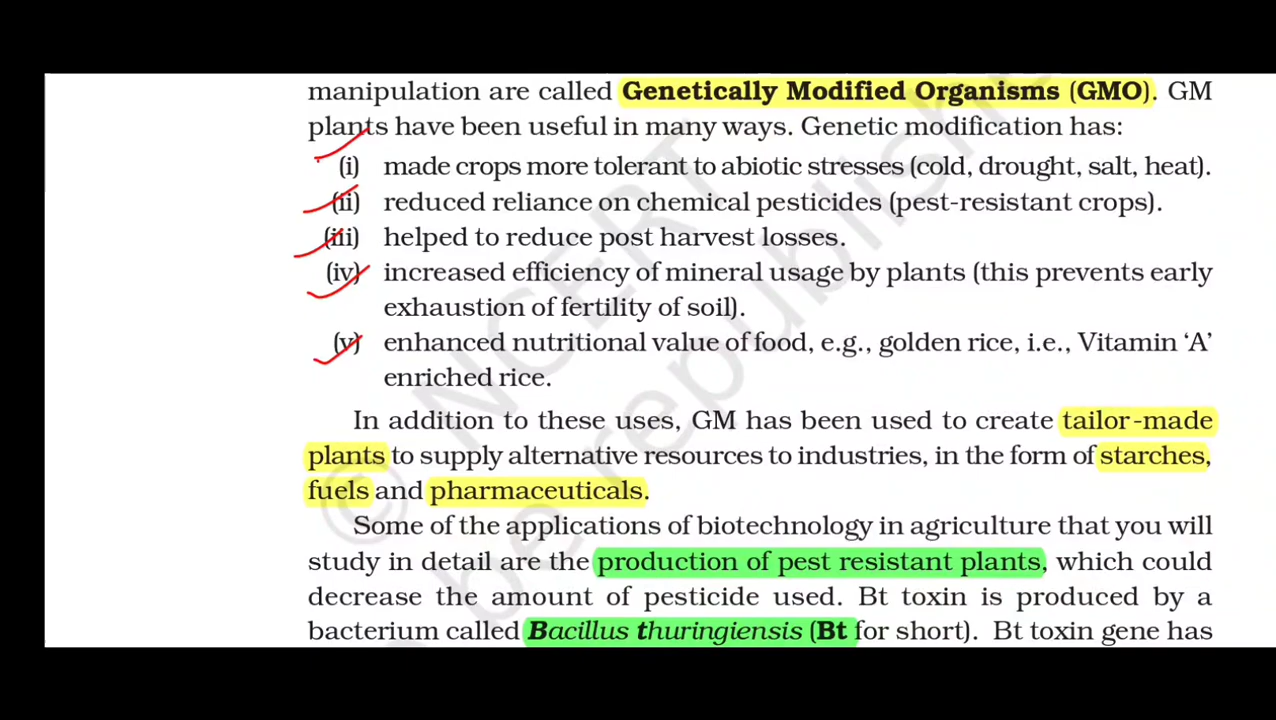 manipulation are called Genetically Modified Organisms (GMO). GM
plants have been useful in many ways. Genetic modification has:
(i) made crops more tolerant to abiotic stresses (cold, drought, salt, heat).
(ii) reduced reliance on chemical pesticides (pest-resistant crops).
(iii) helped to reduce post harvest losses.
(iv) increased efficiency of mineral usage by plants (this prevents early
exhaustion of fertility of soil).
(v) enhanced nutritional value of food, e.g., golden rice, i.e., Vitamin ‘A’
enriched rice.
In addition to these uses, GM has been used to create tailor-made
plants to supply alternative resources to industries, in the form of starches,
fuels and pharmaceuticals.
Some of the applications of biotechnology in agriculture that you will
study in detail are the production of pest resistant plants, which could
decrease the amount of pesticide used. Bt toxin is produced by a
bacterium called Bacillus thuringiensis (Bt for short). Bt toxin gene has
© NCERT
be republish